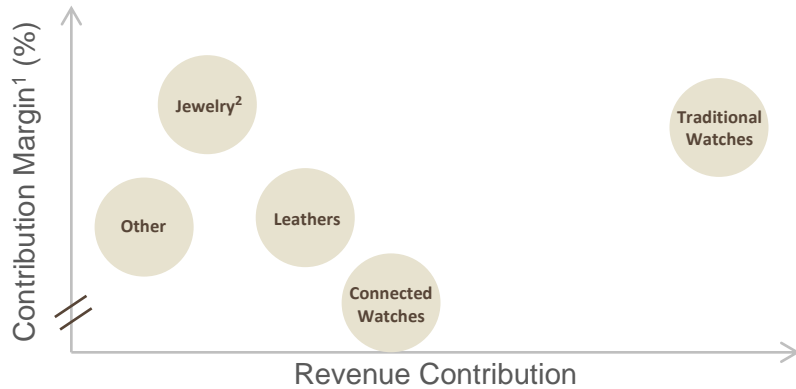 Contribution Margin¹ (%)
Jewelry²
Traditional
Watches
Other
Leathers
Connected
Watches
Revenue Contribution